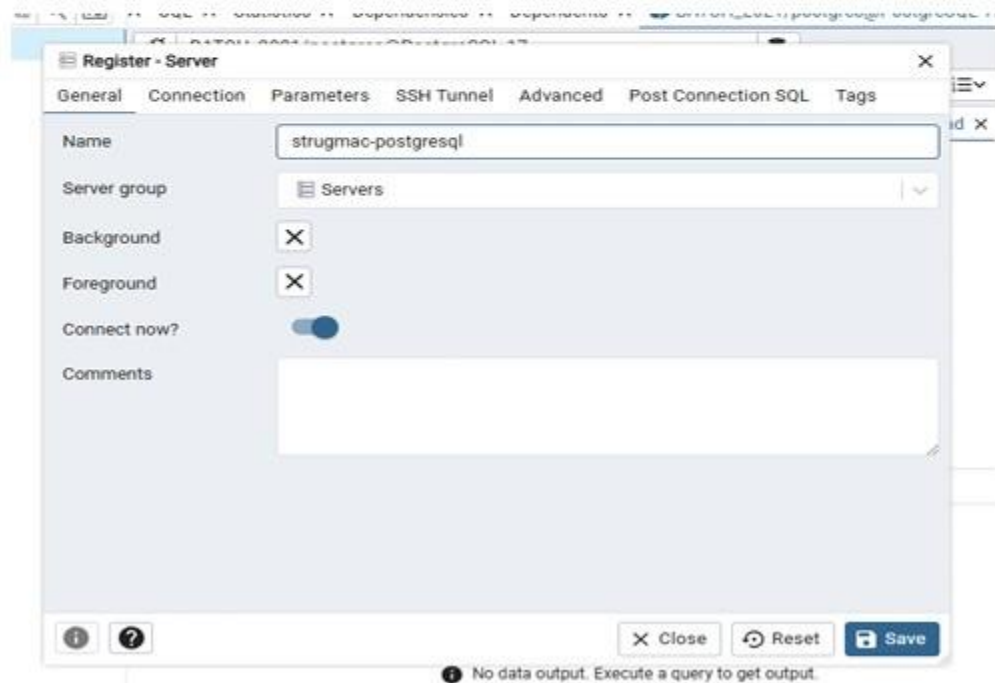 Register - Server
General Connection Parameters SSH Tunnel Advanced Post Connection SQL Tags
Name strugmac-postgresql
Server group Servers
Background
Foreground
Connect now?
Comments
Close Reset Save
No data output. Execute a query to get output.